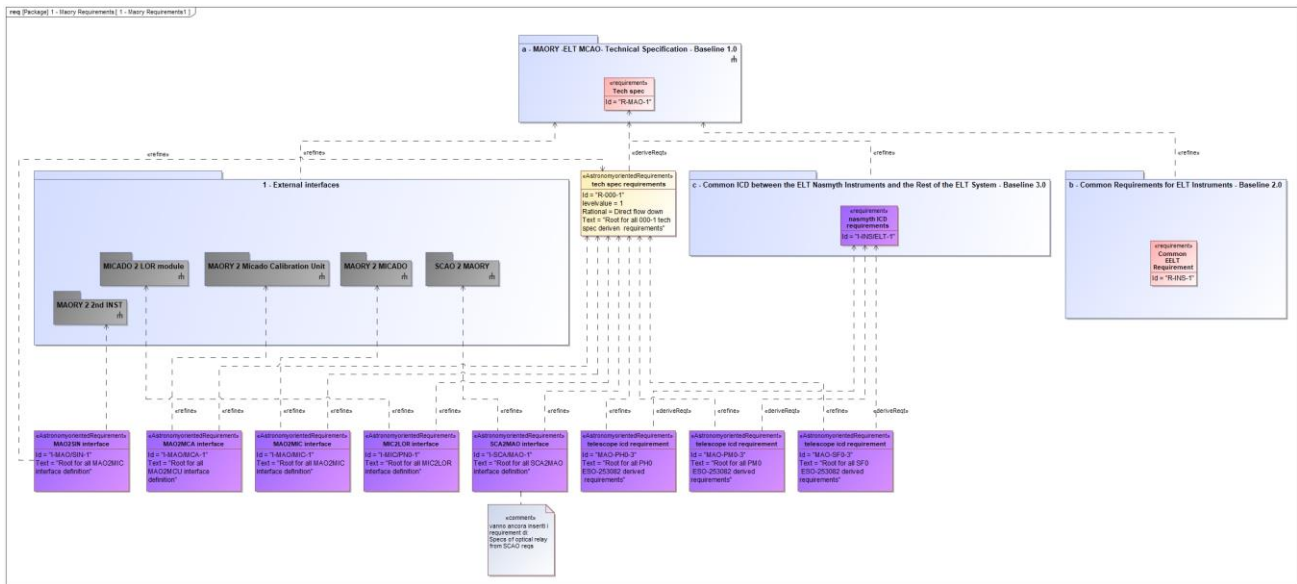 req [Package] 1 - Maory Requirements[ 1 - Maory Requirements1 ]
a - MAORY -ELT MCAO- Technical Specification - Baseline 1.0
«requirement»
Tech spec
Id = "R-MAO-1"
«refine»
«refine»
«deriveReqt»
«refine»
«refine»
1 - External interfaces
«AstronomyorientedRequirement»
tech spec requirements
Id = "R-000-1"
levelvalue = 1
Rational = Direct flow down
Text = "Root for all 000-1 tech
spec deriven requirements"
c - Common ICD between the ELT Nasmyth Instruments and the Rest of the ELT System - Baseline 3.0
«requirement»
nasmyth ICD
requirements
Id = "I-INS/ELT-1"
b - Common Requirements for ELT Instruments - Baseline 2.0
«requirement»
Common
EELT
Requirement
Id = "R-INS-1"
MICADO 2 LOR module
MAORY 2 Micado Calibration Unit
MAORY 2 MICADO
SCAO 2 MAORY
MAORY 2 2nd INST
«refine»
«refine»
«refine»
«refine»
«refine»
«refine»
«refine»
«refine»
«refine»
«deriveReqt»
«refine»
«deriveReqt»
«refine»
«deriveReqt»
«AstronomyorientedRequirement»
MAO2SIN interface
Id = "I-MAO/SIN-1"
Text = "Root for all MAO2MIC
interface definition"
«AstronomyorientedRequirement»
MAO2MCA interface
Id = "I-MAO/MCA-1"
Text = "Root for all
MAO2MCU interface
definition"
«AstronomyorientedRequirement»
MAO2MIC interface
Id = "I-MAO/MIC-1"
Text = "Root for all MAO2MIC
interface definition"
«AstronomyorientedRequirement»
MIC2LOR interface
Id = "I-MIC/PN0-1"
Text = "Root for all MIC2LOR
interface definition"
«AstronomyorientedRequirement»
SCA2MAO interface
Id = "I-SCA/MAO-1"
Text = "Root for all SCA2MAO
interface definition"
«AstronomyorientedRequirement»
telescope icd requirement
Id = "MAO-PH0-3"
Text = "Root for all PH0
ESO-253082 derived
requirements"
«AstronomyorientedRequirement»
telescope icd requirement
Id = "MAO-PM0-3"
Text = "Root for all PM0
ESO-253082 derived
requirements"
«AstronomyorientedRequirement»
telescope icd requirement
Id = "MAO-SF0-3"
Text = "Root for all SF0
ESO-253082 derived
requirements"
«comment»
vanno ancora inseriti i
requirement di:
Specs of optical relay
from SCAO reqs